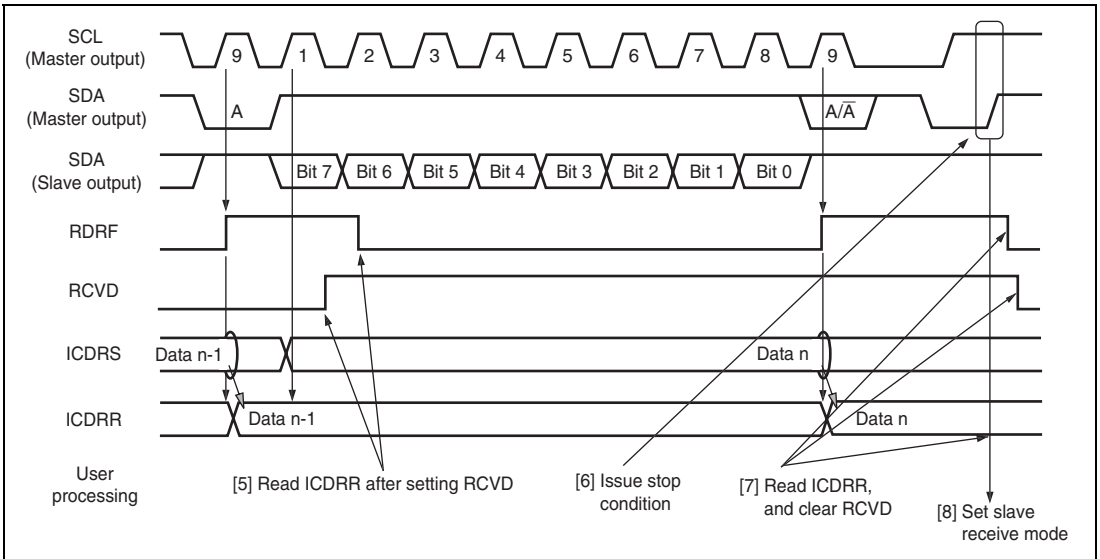 SCL
(Master output)
9 1 2 3 4 5 6 7 8 9
SDA
(Master output)
A A/A̅
SDA
(Slave output)
Bit 7 Bit 6 Bit 5 Bit 4 Bit 3 Bit 2 Bit 1 Bit 0
RDRF
RCVD
ICDRS
Data n-1 Data n
ICDRR
Data n-1 Data n
User
processing
[5] Read ICDRR after setting RCVD
[6] Issue stop
condition
[7] Read ICDRR,
and clear RCVD
[8] Set slave
receive mode